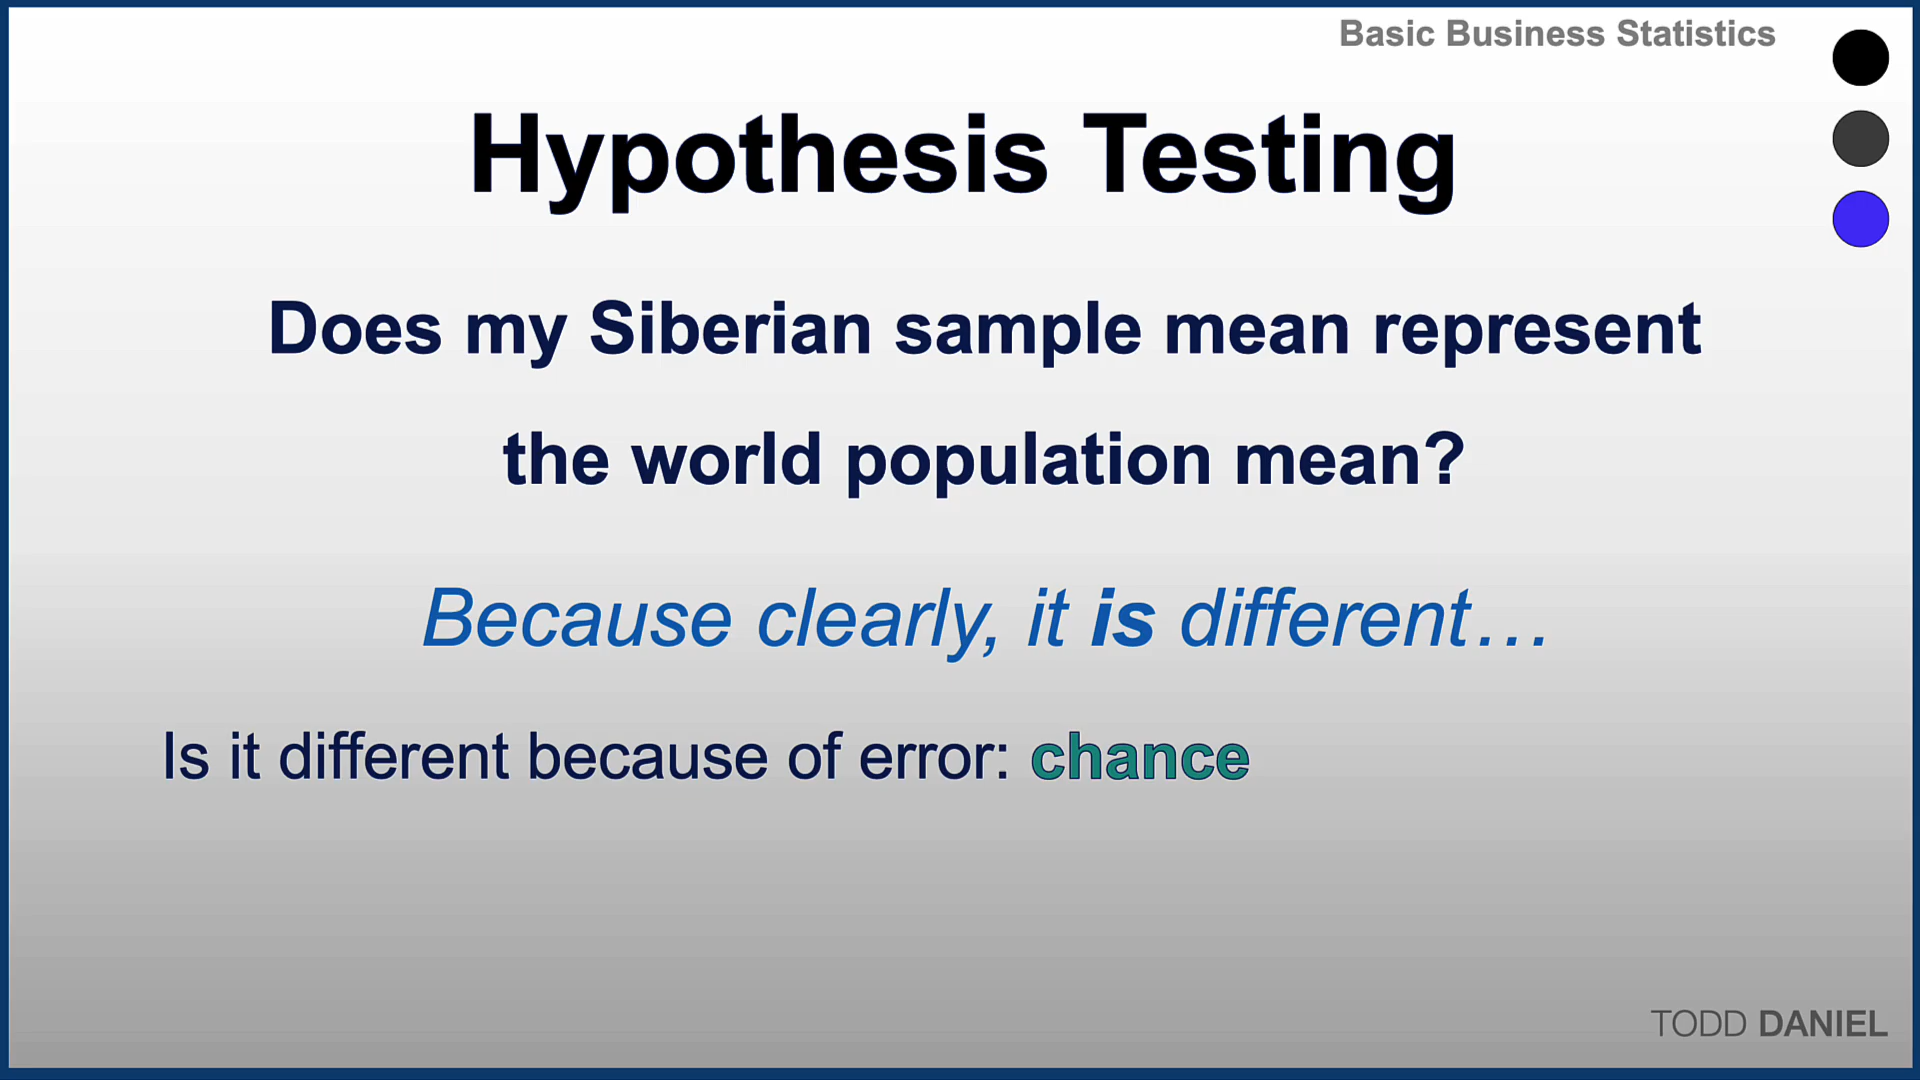 Basic Business Statistics
Hypothesis Testing
Does my Siberian sample mean represent
the world population mean?
Because clearly, it is different…
Is it different because of error: chance
TODD DANIEL